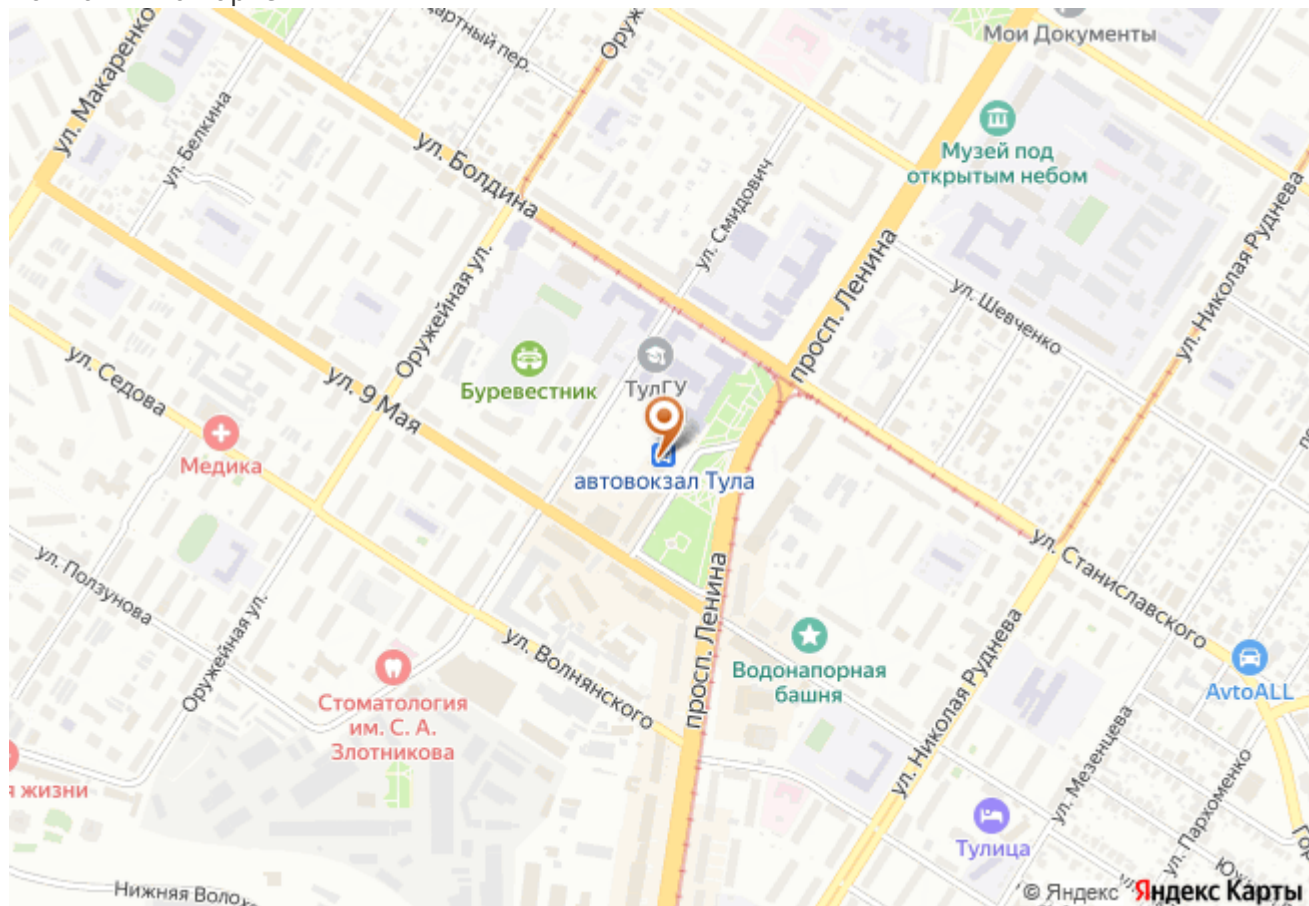 ул. Макаренко
ул. Белкина
пер.
Мои Документы
Музей под
открытым небом
ул. Болдина
ул. Смидович
просп. Ленина
ул. Николая Руднева
ул. Шевченко
Оружейная ул.
Буревестник
ТулГУ
ул. Седова
ул. 9 Мая
Медика
автовокзал Тула
ул. Ползунова
Оружейная ул.
просп. Ленина
ул. Станиславского
ул. Волнянского
Водонапорная
башня
ул. Николая Руднева
AvtoALL
Стоматология
им. С. А.
Злотникова
ул. Мезенцева
ул. Пархоменко
жизни
Тулица
Нижняя
© Яндекс Яндекс Карты